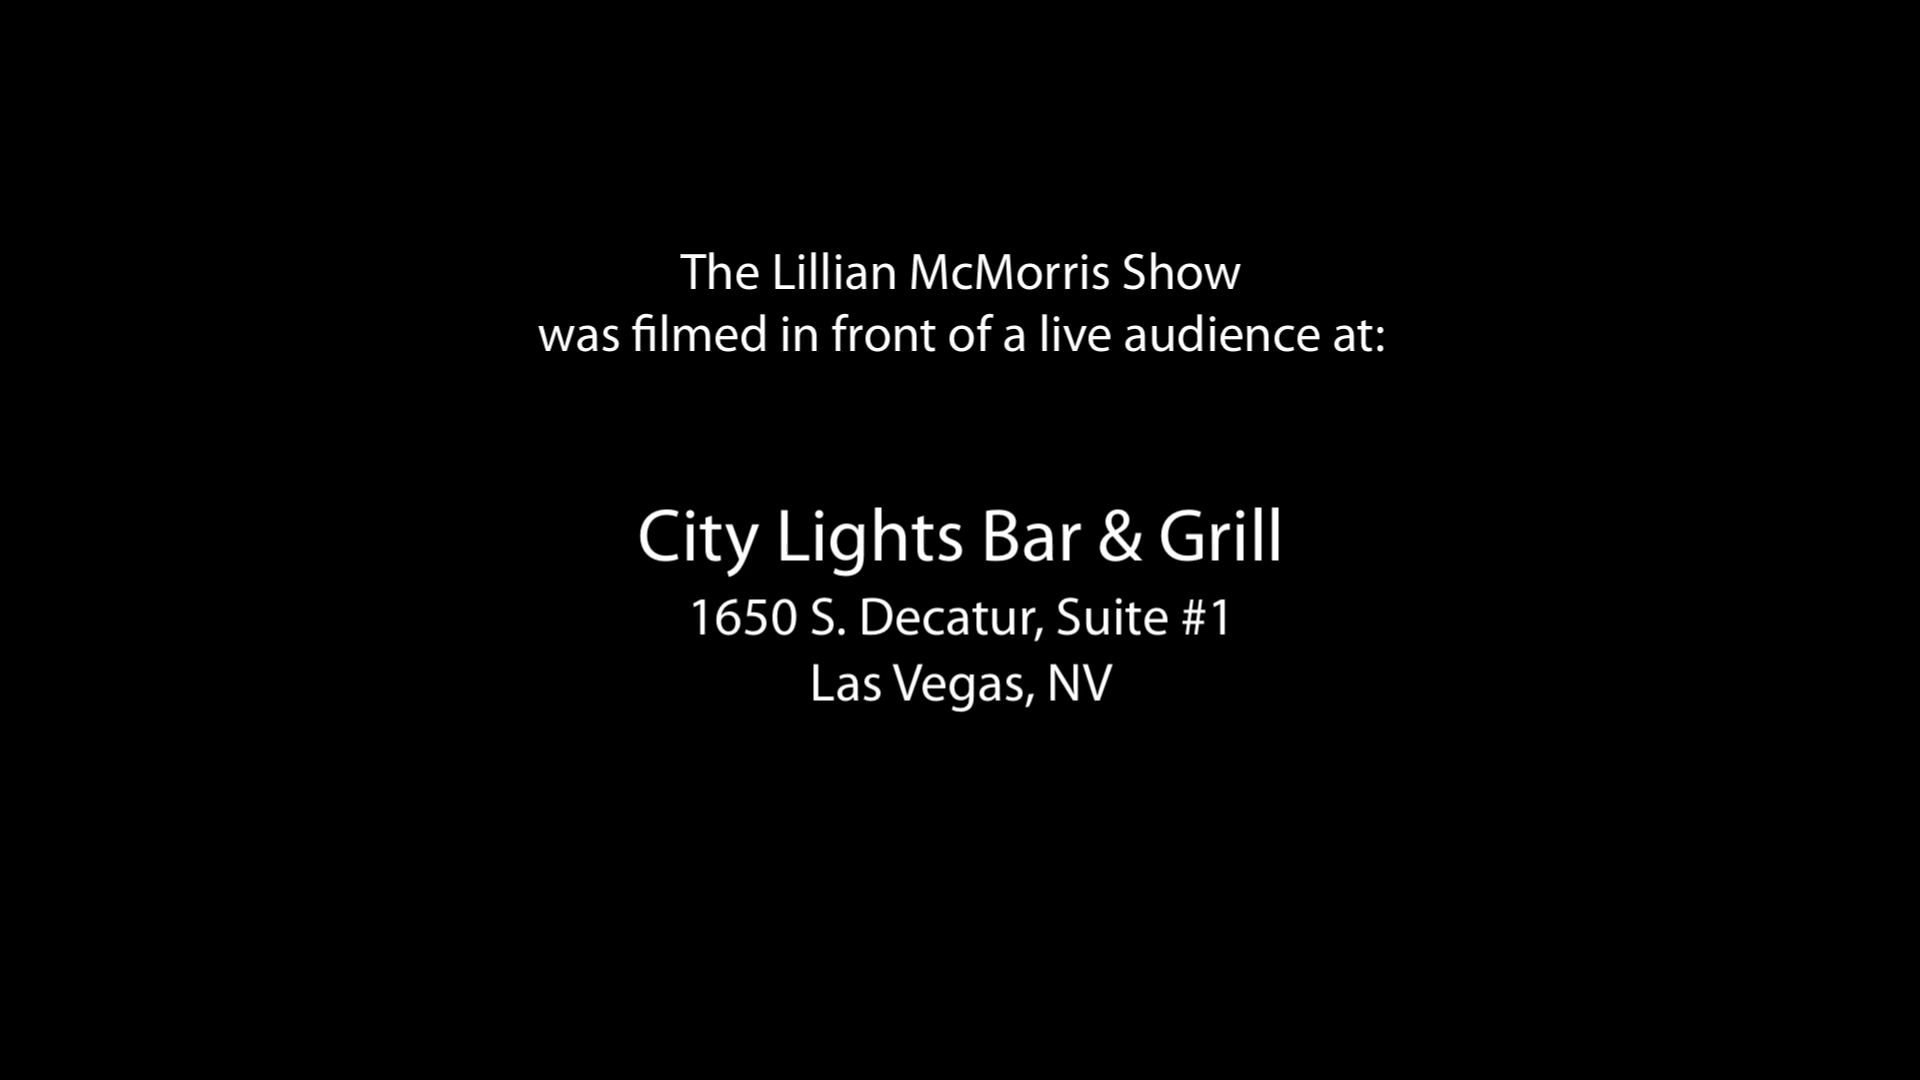 The Lillian McMorris Show
was filmed in front of a live audience at:
City Lights Bar & Grill
1650 S. Decatur, Suite #1
Las Vegas, NV